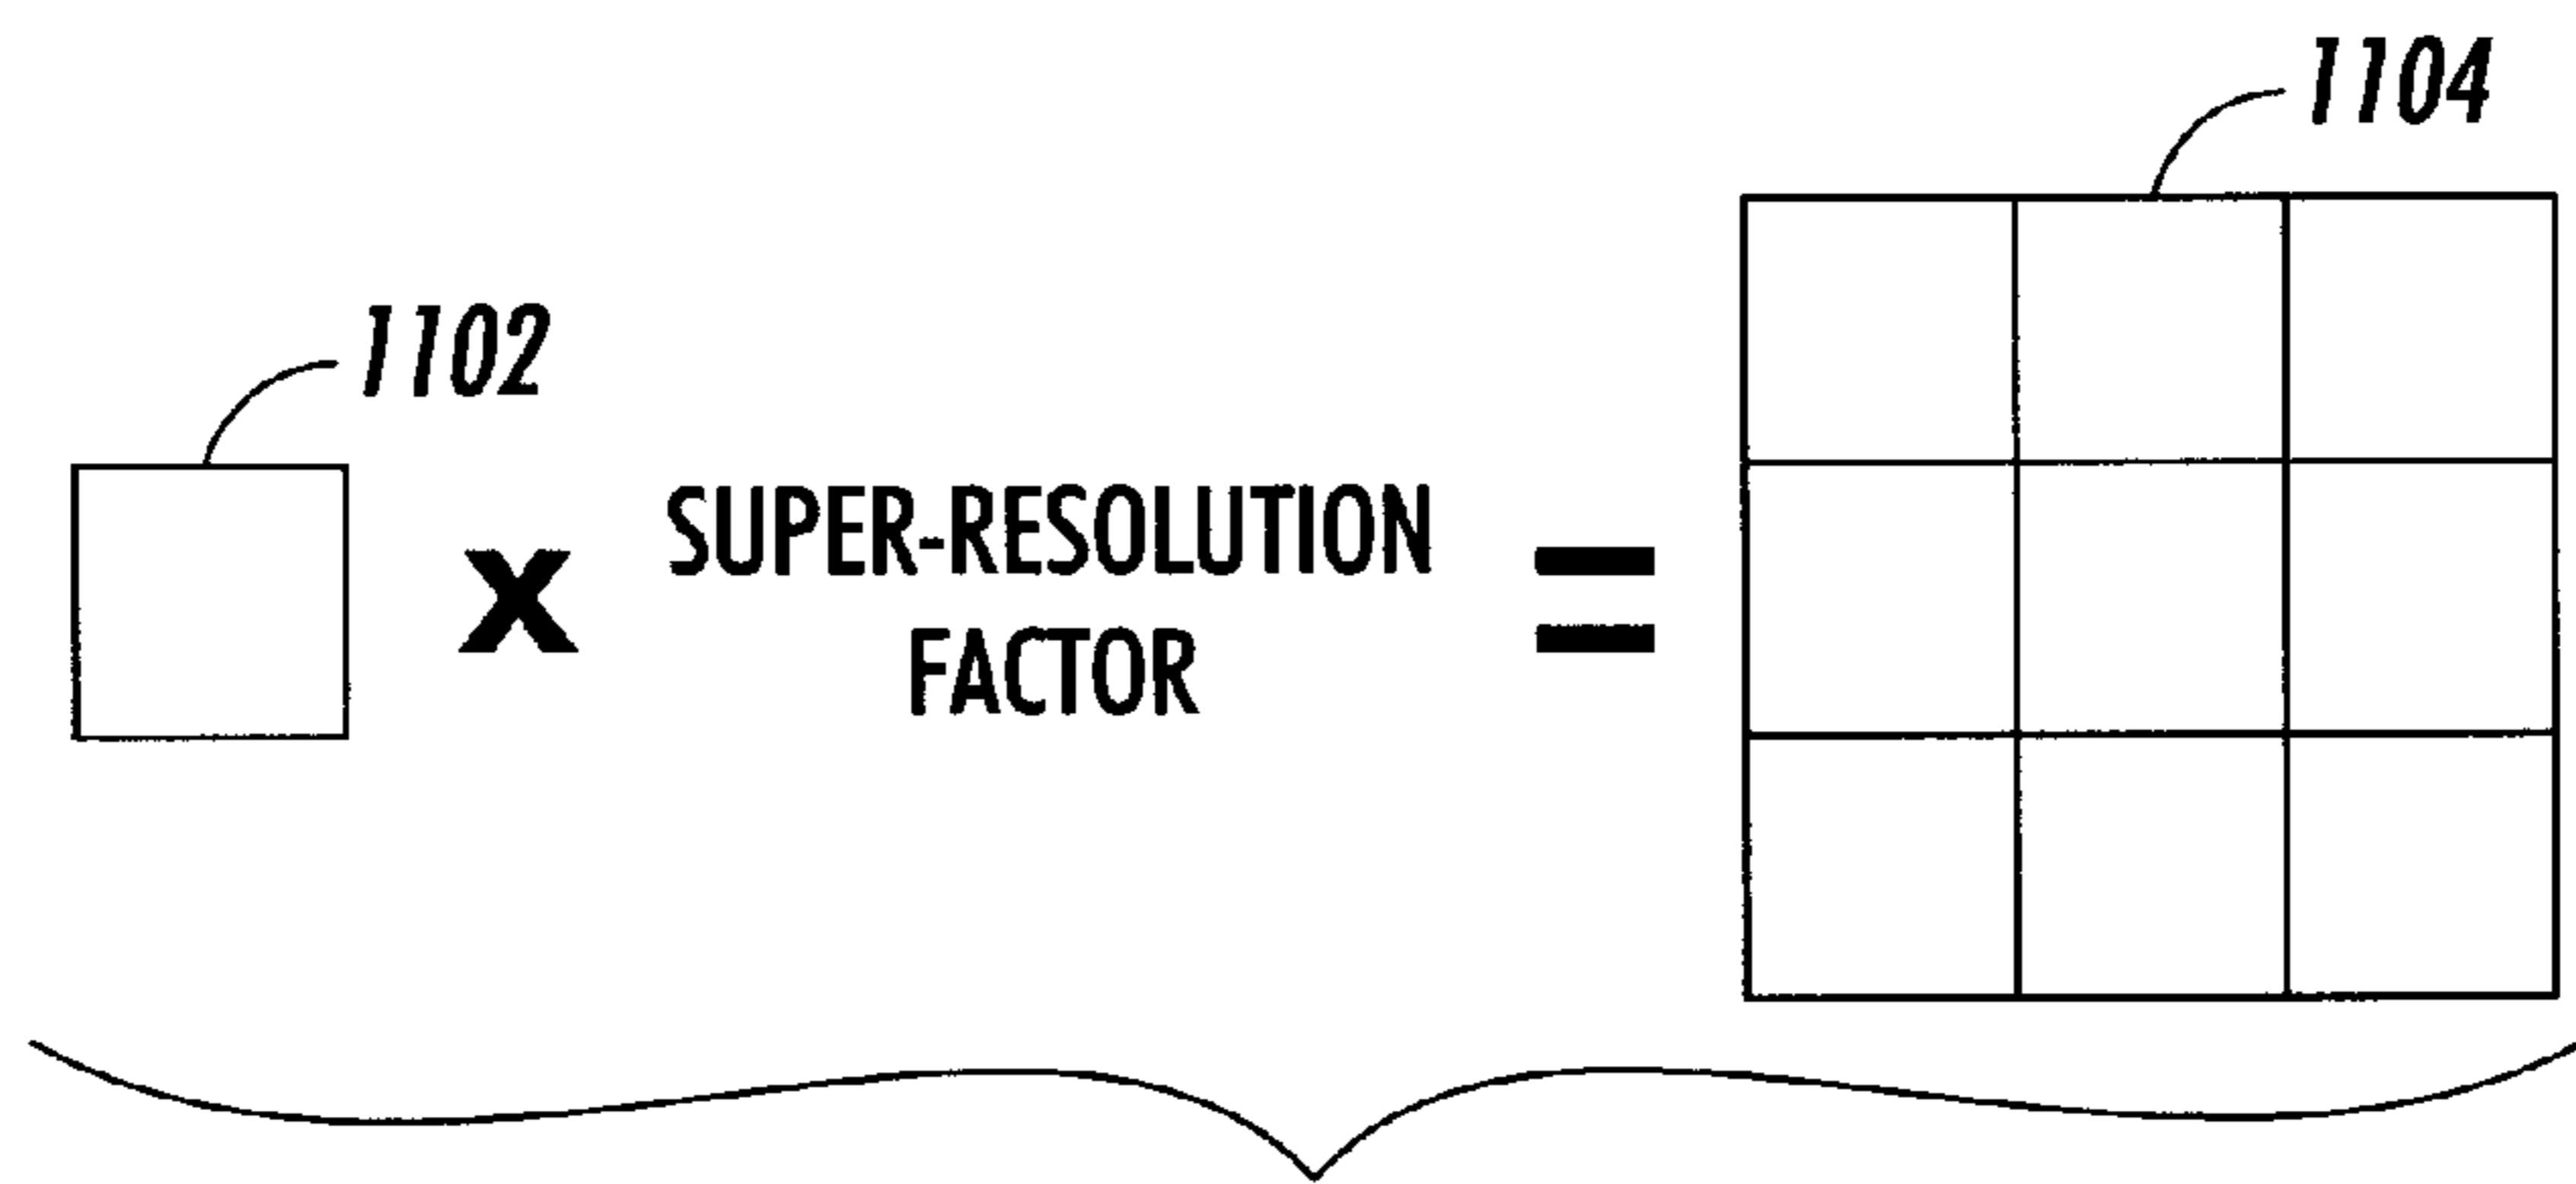 1104
1102
x SUPER-RESOLUTION =
FACTOR